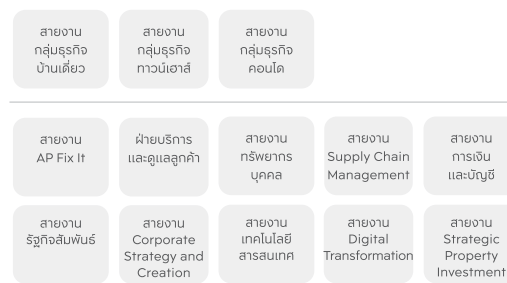 สายงาน
กลุ่มธุรกิจ
บ้านเดี่ยว
สายงาน
กลุ่มธุรกิจ
ทาวน์เฮาส์
สายงาน
กลุ่มธุรกิจ
คอนโด
สายงาน
AP Fix It
ฝ่ายบริการ
และดูแลลูกค้า
สายงาน
ทรัพยากร
บุคคล
สายงาน
Supply Chain
Management
สายงาน
การเงิน
และบัญชี
สายงาน
รัฐกิจสัมพันธ์
สายงาน
Corporate
Strategy and
Creation
สายงาน
เทคโนโลยี
สารสนเทศ
สายงาน
Digital
Transformation
สายงาน
Strategic
Property
Investment